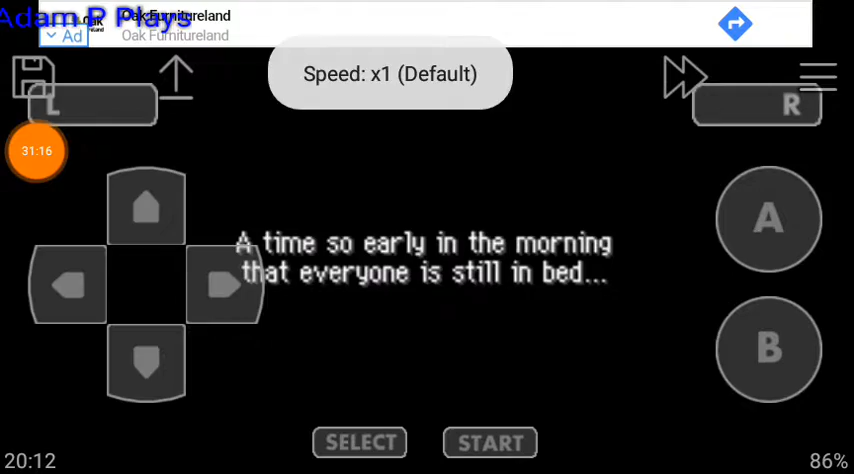 Adam P Plays
Oak Furnitureland
Oak Furnitureland
Ad
Speed: x1 (Default)
L
R
31:16
A time so early in the morning
that everyone is still in bed...
A
B
SELECT
START
20:12
86%